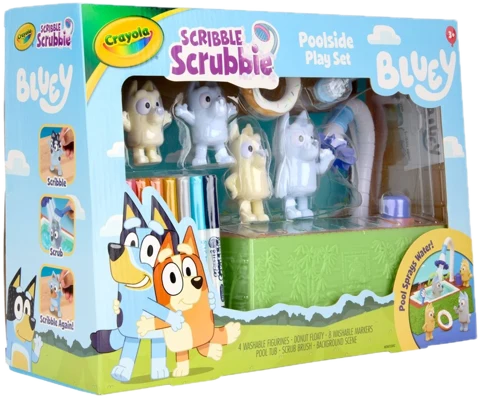 Crayola
SCRIBBLE
Scrubbie
BLUEY
Scribble
Scrub
Scribble Again!
Crayola
SCRIBBLE
Scrubbie
Poolside
Play Set
3+
BLUEY
Pool Sprays Water!
4 WASHABLE FIGURINES · DONUT FLOATY · 8 WASHABLE MARKERS
POOL TUB · SCRUB BRUSH · BACKGROUND SCENE